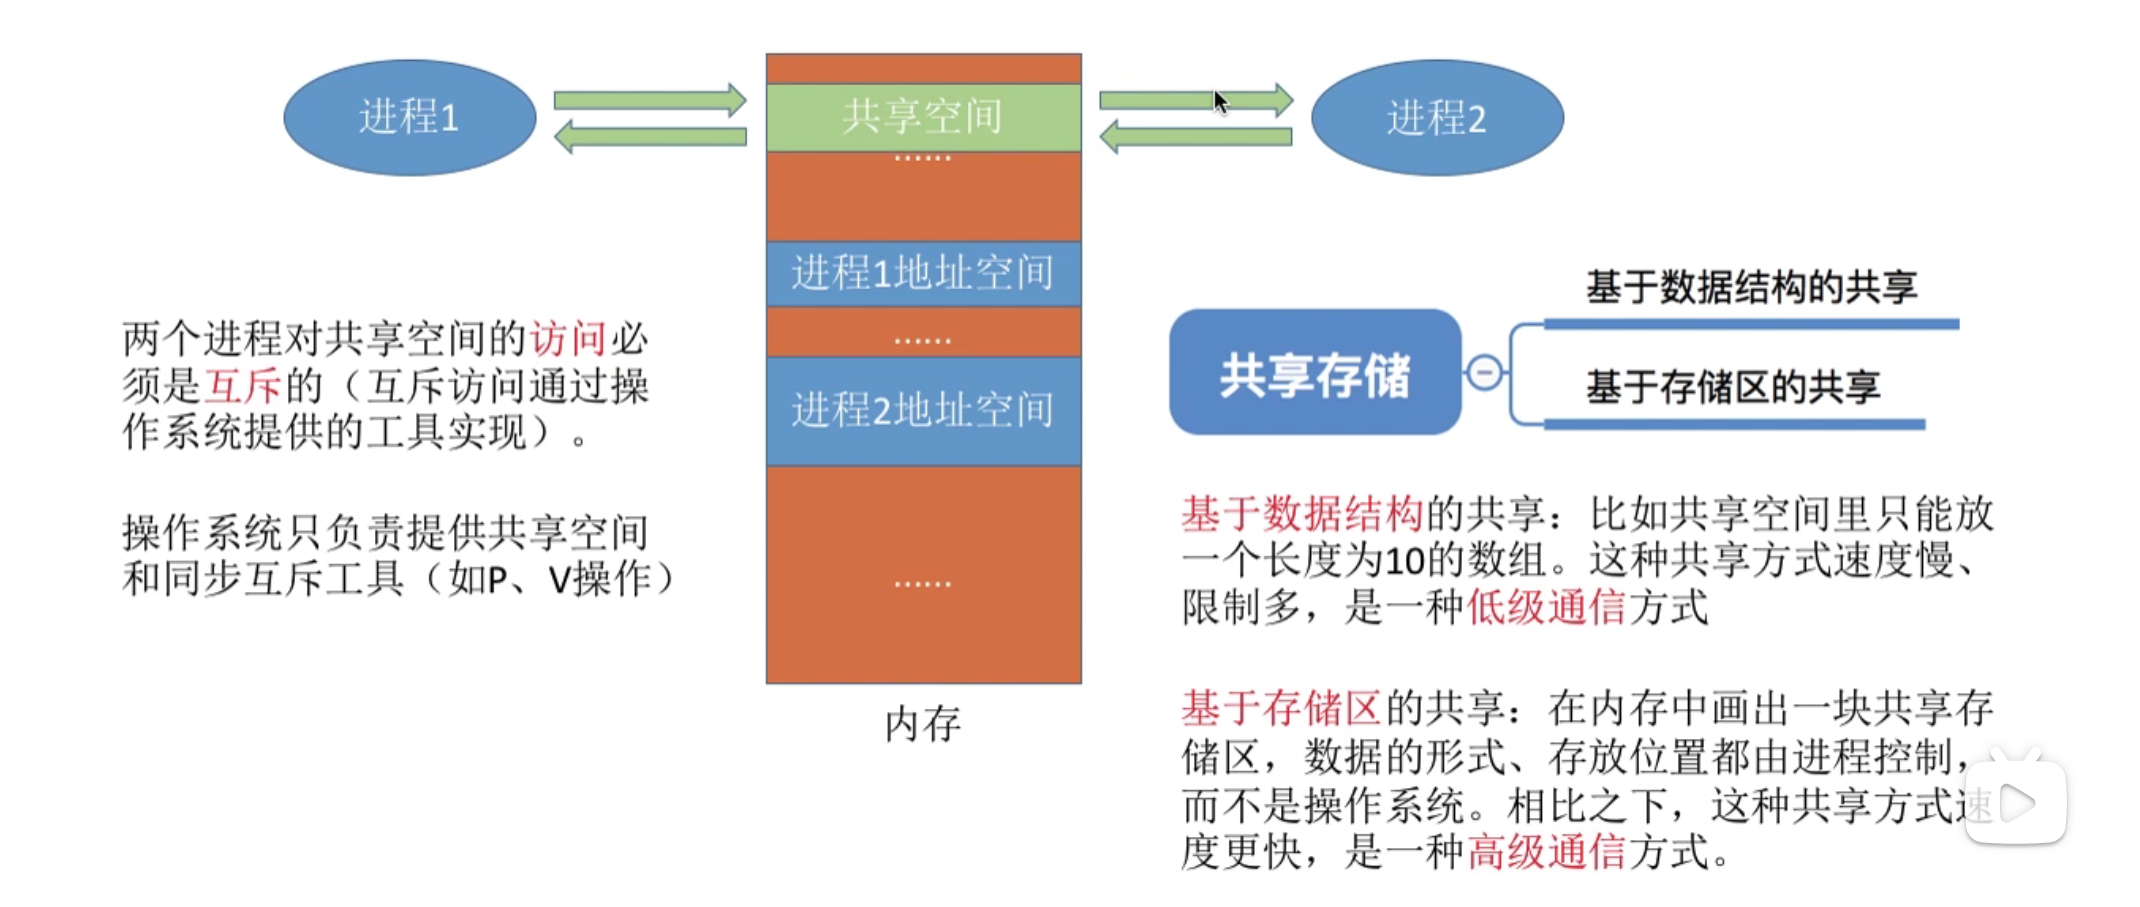 进程1
共享空间
进程2
......
进程1地址空间
......
进程2地址空间
......
内存
两个进程对共享空间的访问必
须是互斥的（互斥访问通过操
作系统提供的工具实现）。
操作系统只负责提供共享空间
和同步互斥工具（如P、V操作）
共享存储
基于数据结构的共享
基于存储区的共享
基于数据结构的共享：比如共享空间里只能放
一个长度为10的数组。这种共享方式速度慢、
限制多，是一种低级通信方式
基于存储区的共享：在内存中画出一块共享存
储区，数据的形式、存放位置都由进程控制，
而不是操作系统。相比之下，这种共享方式速
度更快，是一种高级通信方式。